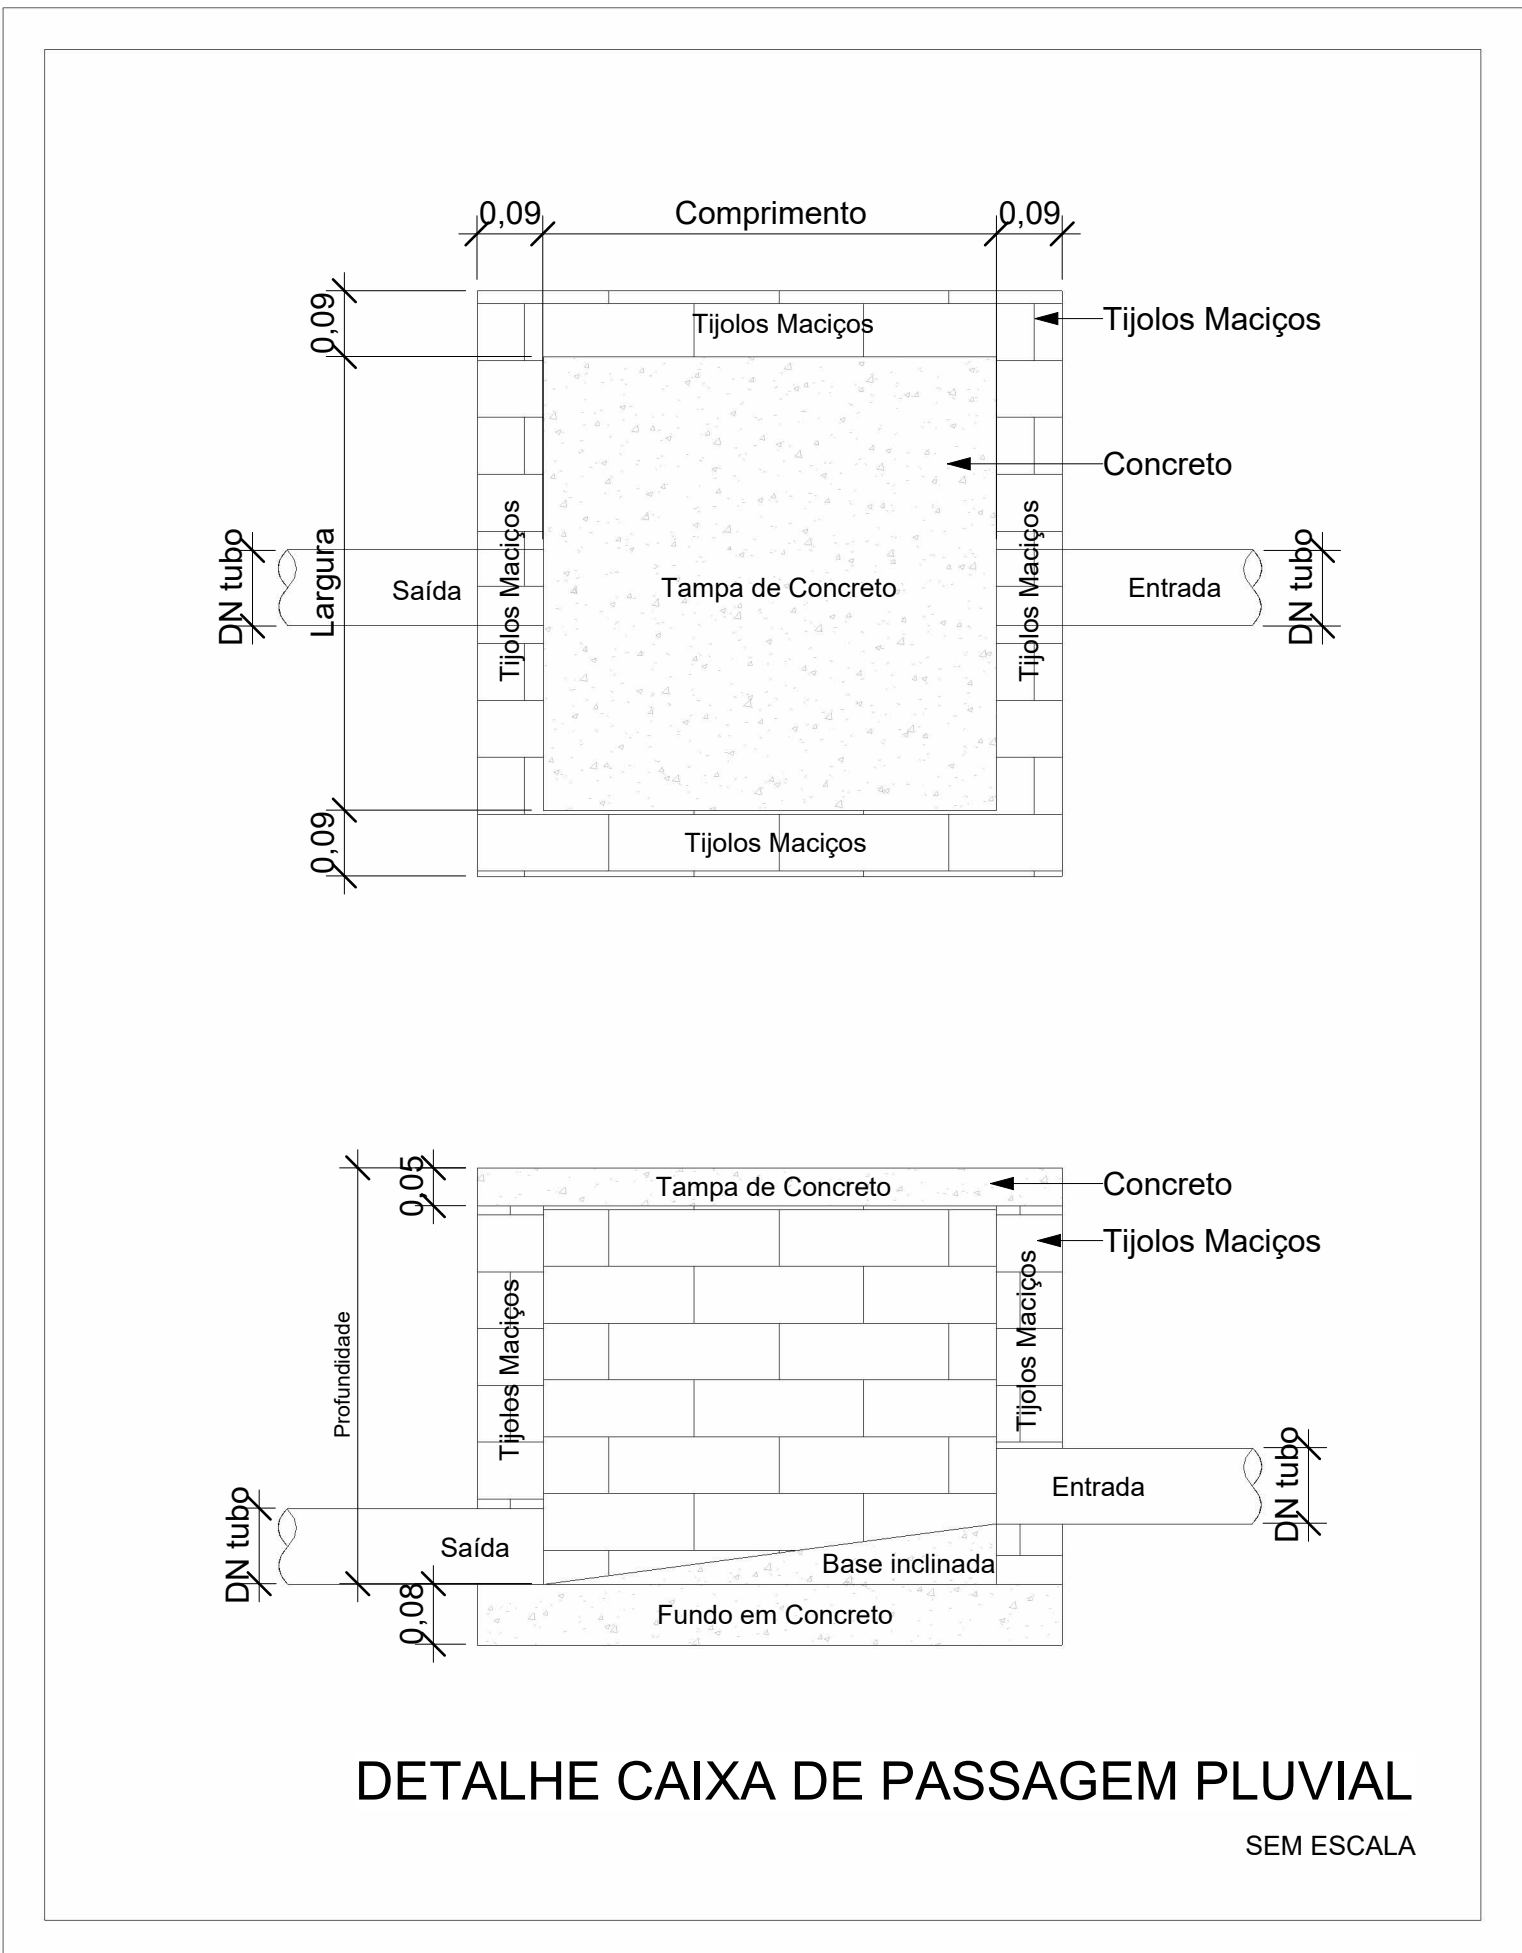 0,09
Comprimento
0,09
0,09
Tijolos Maciços
Tijolos Maciços
Concreto
DN tubo
Largura
Saída
Tijolos Maciços
Tampa de Concreto
Tijolos Maciços
Entrada
DN tubo
0,09
Tijolos Maciços
0,05
Tampa de Concreto
Concreto
Tijolos Maciços
Profundidade
Tijolos Maciços
Tijolos Maciços
Entrada
DN tubo
DN tubo
Saída
Base inclinada
0,08
Fundo em Concreto
DETALHE CAIXA DE PASSAGEM PLUVIAL
SEM ESCALA